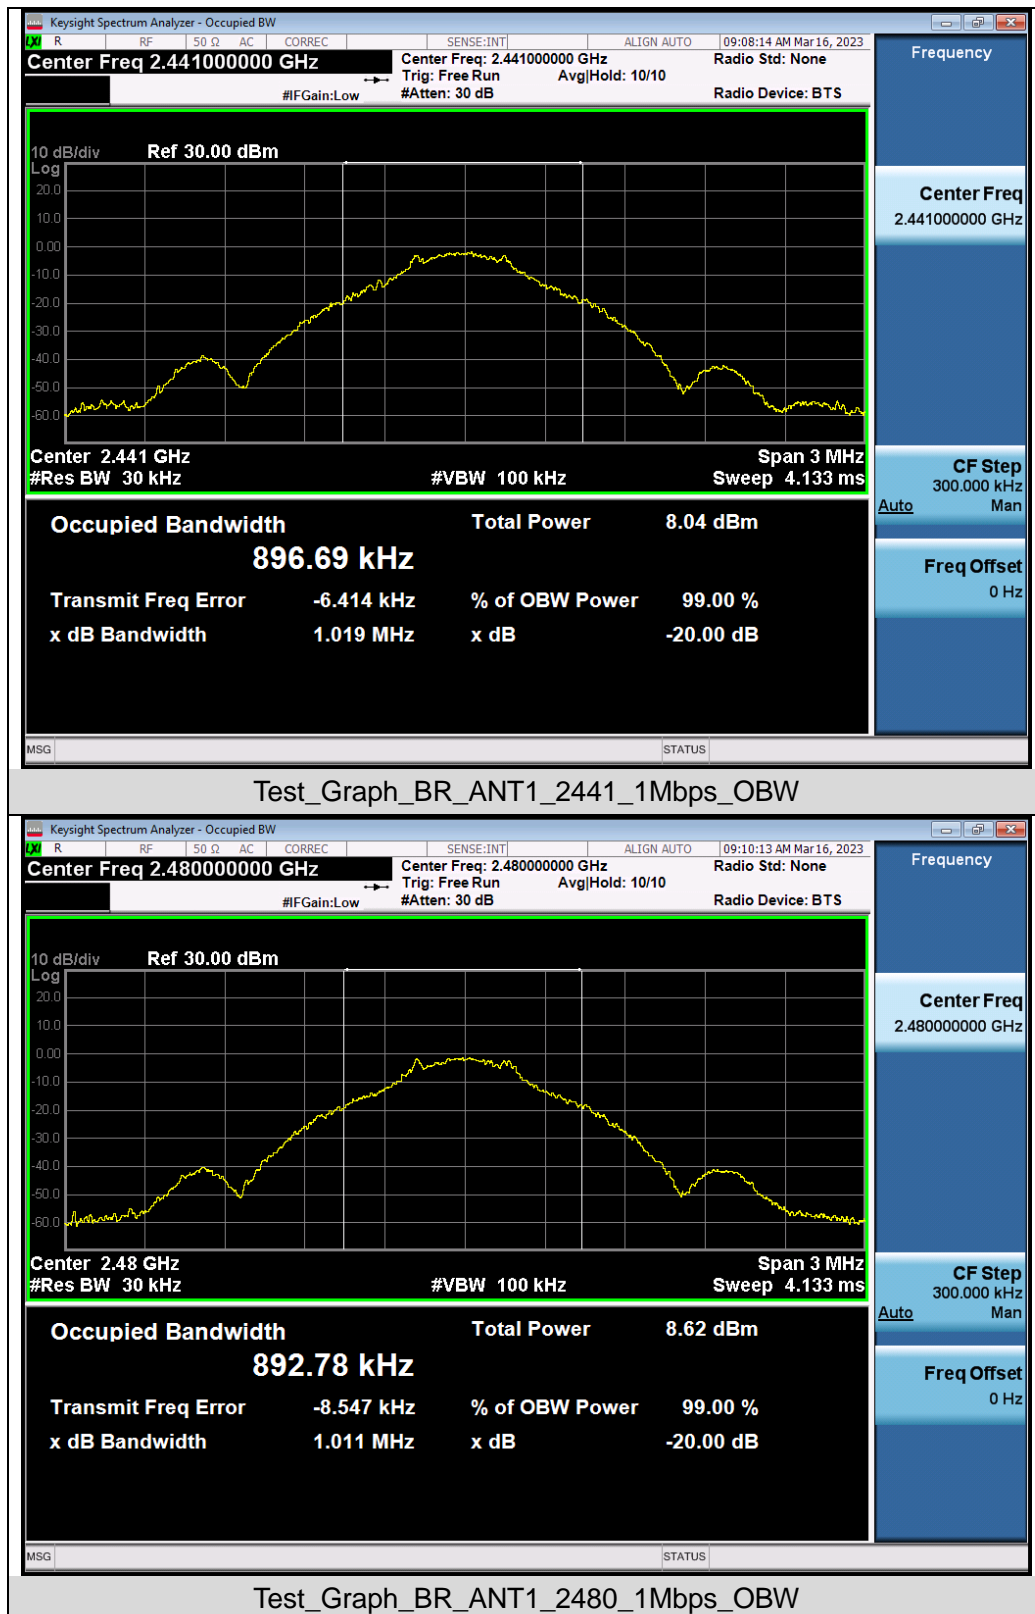 Keysight Spectrum Analyzer - Occupied BW
LXI R RF 50 Ω AC CORREC SENSE:INT ALIGN AUTO 09:08:14 AM Mar 16, 2023
Center Freq 2.441000000 GHz
Center Freq: 2.441000000 GHz Radio Std: None
Trig: Free Run Avg|Hold: 10/10
#IFGain:Low #Atten: 30 dB Radio Device: BTS
Frequency
10 dB/div Ref 30.00 dBm
Log
20.0
10.0
0.00
-10.0
-20.0
-30.0
-40.0
-50.0
-60.0
Center 2.441 GHz Span 3 MHz
#Res BW 30 kHz #VBW 100 kHz Sweep 4.133 ms
Center Freq
2.441000000 GHz
CF Step
300.000 kHz
Auto Man
Freq Offset
0 Hz
Occupied Bandwidth Total Power 8.04 dBm
896.69 kHz
Transmit Freq Error -6.414 kHz % of OBW Power 99.00 %
x dB Bandwidth 1.019 MHz x dB -20.00 dB
MSG STATUS
Test_Graph_BR_ANT1_2441_1Mbps_OBW
Keysight Spectrum Analyzer - Occupied BW
LXI R RF 50 Ω AC CORREC SENSE:INT ALIGN AUTO 09:10:13 AM Mar 16, 2023
Center Freq 2.480000000 GHz
Center Freq: 2.480000000 GHz Radio Std: None
Trig: Free Run Avg|Hold: 10/10
#IFGain:Low #Atten: 30 dB Radio Device: BTS
Frequency
10 dB/div Ref 30.00 dBm
Log
20.0
10.0
0.00
-10.0
-20.0
-30.0
-40.0
-50.0
-60.0
Center 2.48 GHz Span 3 MHz
#Res BW 30 kHz #VBW 100 kHz Sweep 4.133 ms
Center Freq
2.480000000 GHz
CF Step
300.000 kHz
Auto Man
Freq Offset
0 Hz
Occupied Bandwidth Total Power 8.62 dBm
892.78 kHz
Transmit Freq Error -8.547 kHz % of OBW Power 99.00 %
x dB Bandwidth 1.011 MHz x dB -20.00 dB
MSG STATUS
Test_Graph_BR_ANT1_2480_1Mbps_OBW